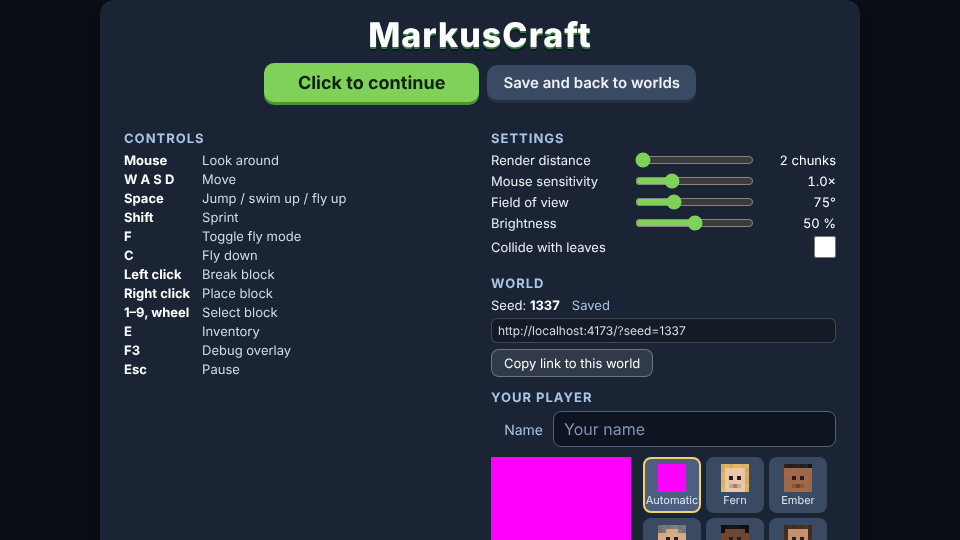 MarkusCraft
Click to continue
Save and back to worlds
CONTROLS
Mouse Look around
W A S D Move
Space Jump / swim up / fly up
Shift Sprint
F Toggle fly mode
C Fly down
Left click Break block
Right click Place block
1–9, wheel Select block
E Inventory
F3 Debug overlay
Esc Pause
SETTINGS
Render distance 2 chunks
Mouse sensitivity 1.0×
Field of view 75°
Brightness 50 %
Collide with leaves
WORLD
Seed: 1337 Saved
http://localhost:4173/?seed=1337
Copy link to this world
YOUR PLAYER
Name Your name
Automatic Fern Ember